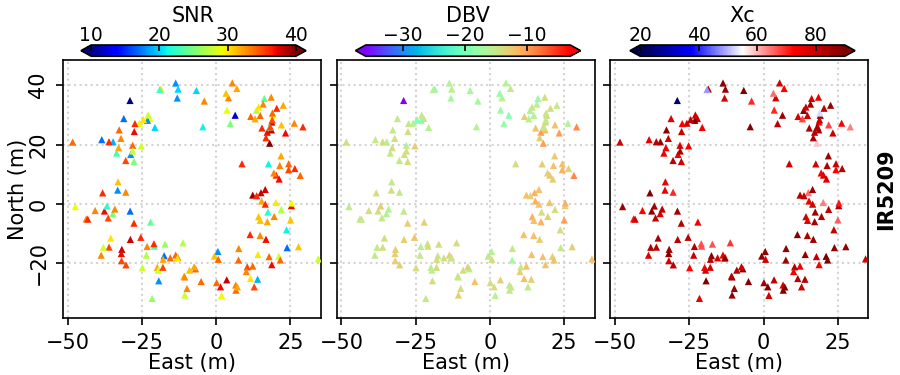 SNR DBV Xc
10 20 30 40 −30 −20 −10 20 40 60 80
North (m)
40
20
0
−20
IR5209
−50 −25 0 25 −50 −25 0 25 −50 −25 0 25
East (m) East (m) East (m)